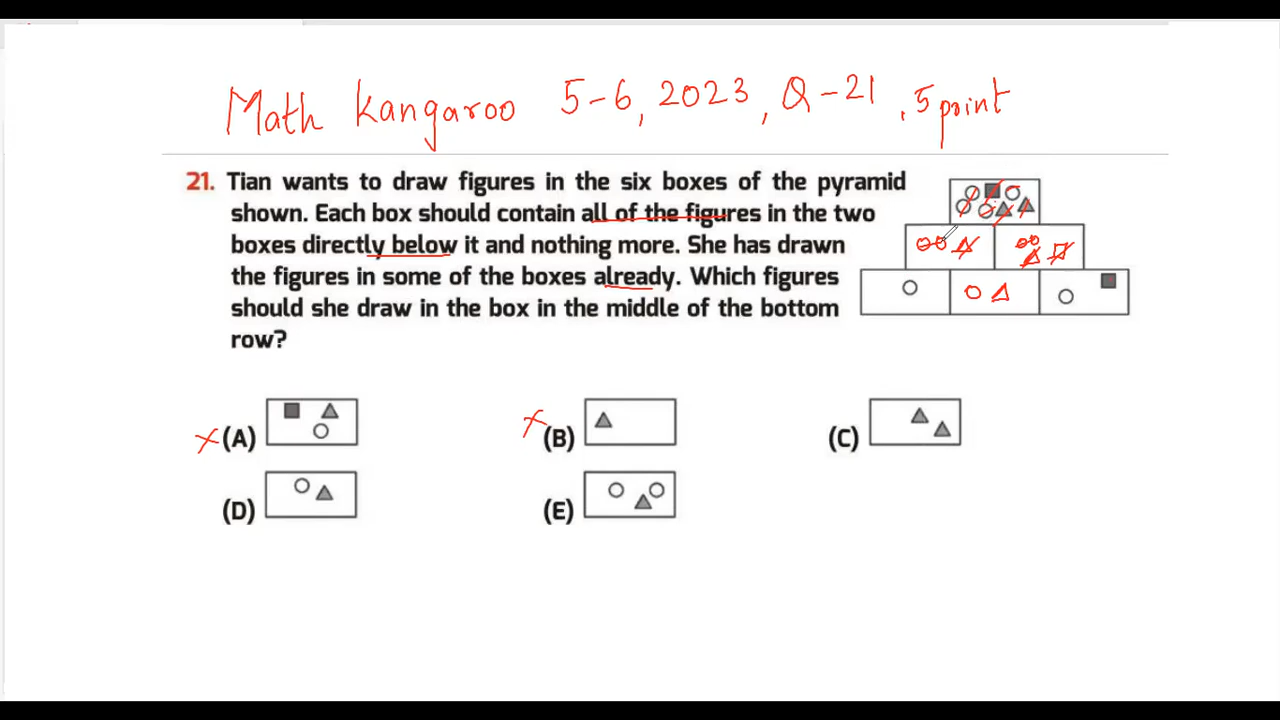 Math kangaroo 5-6, 2023, Q-21, 5 print
21. Tian wants to draw figures in the six boxes of the pyramid
shown. Each box should contain all of the figures in the two
boxes directly below it and nothing more. She has drawn
the figures in some of the boxes already. Which figures
should she draw in the box in the middle of the bottom
row?
(A)
(B)
(C)
(D)
(E)